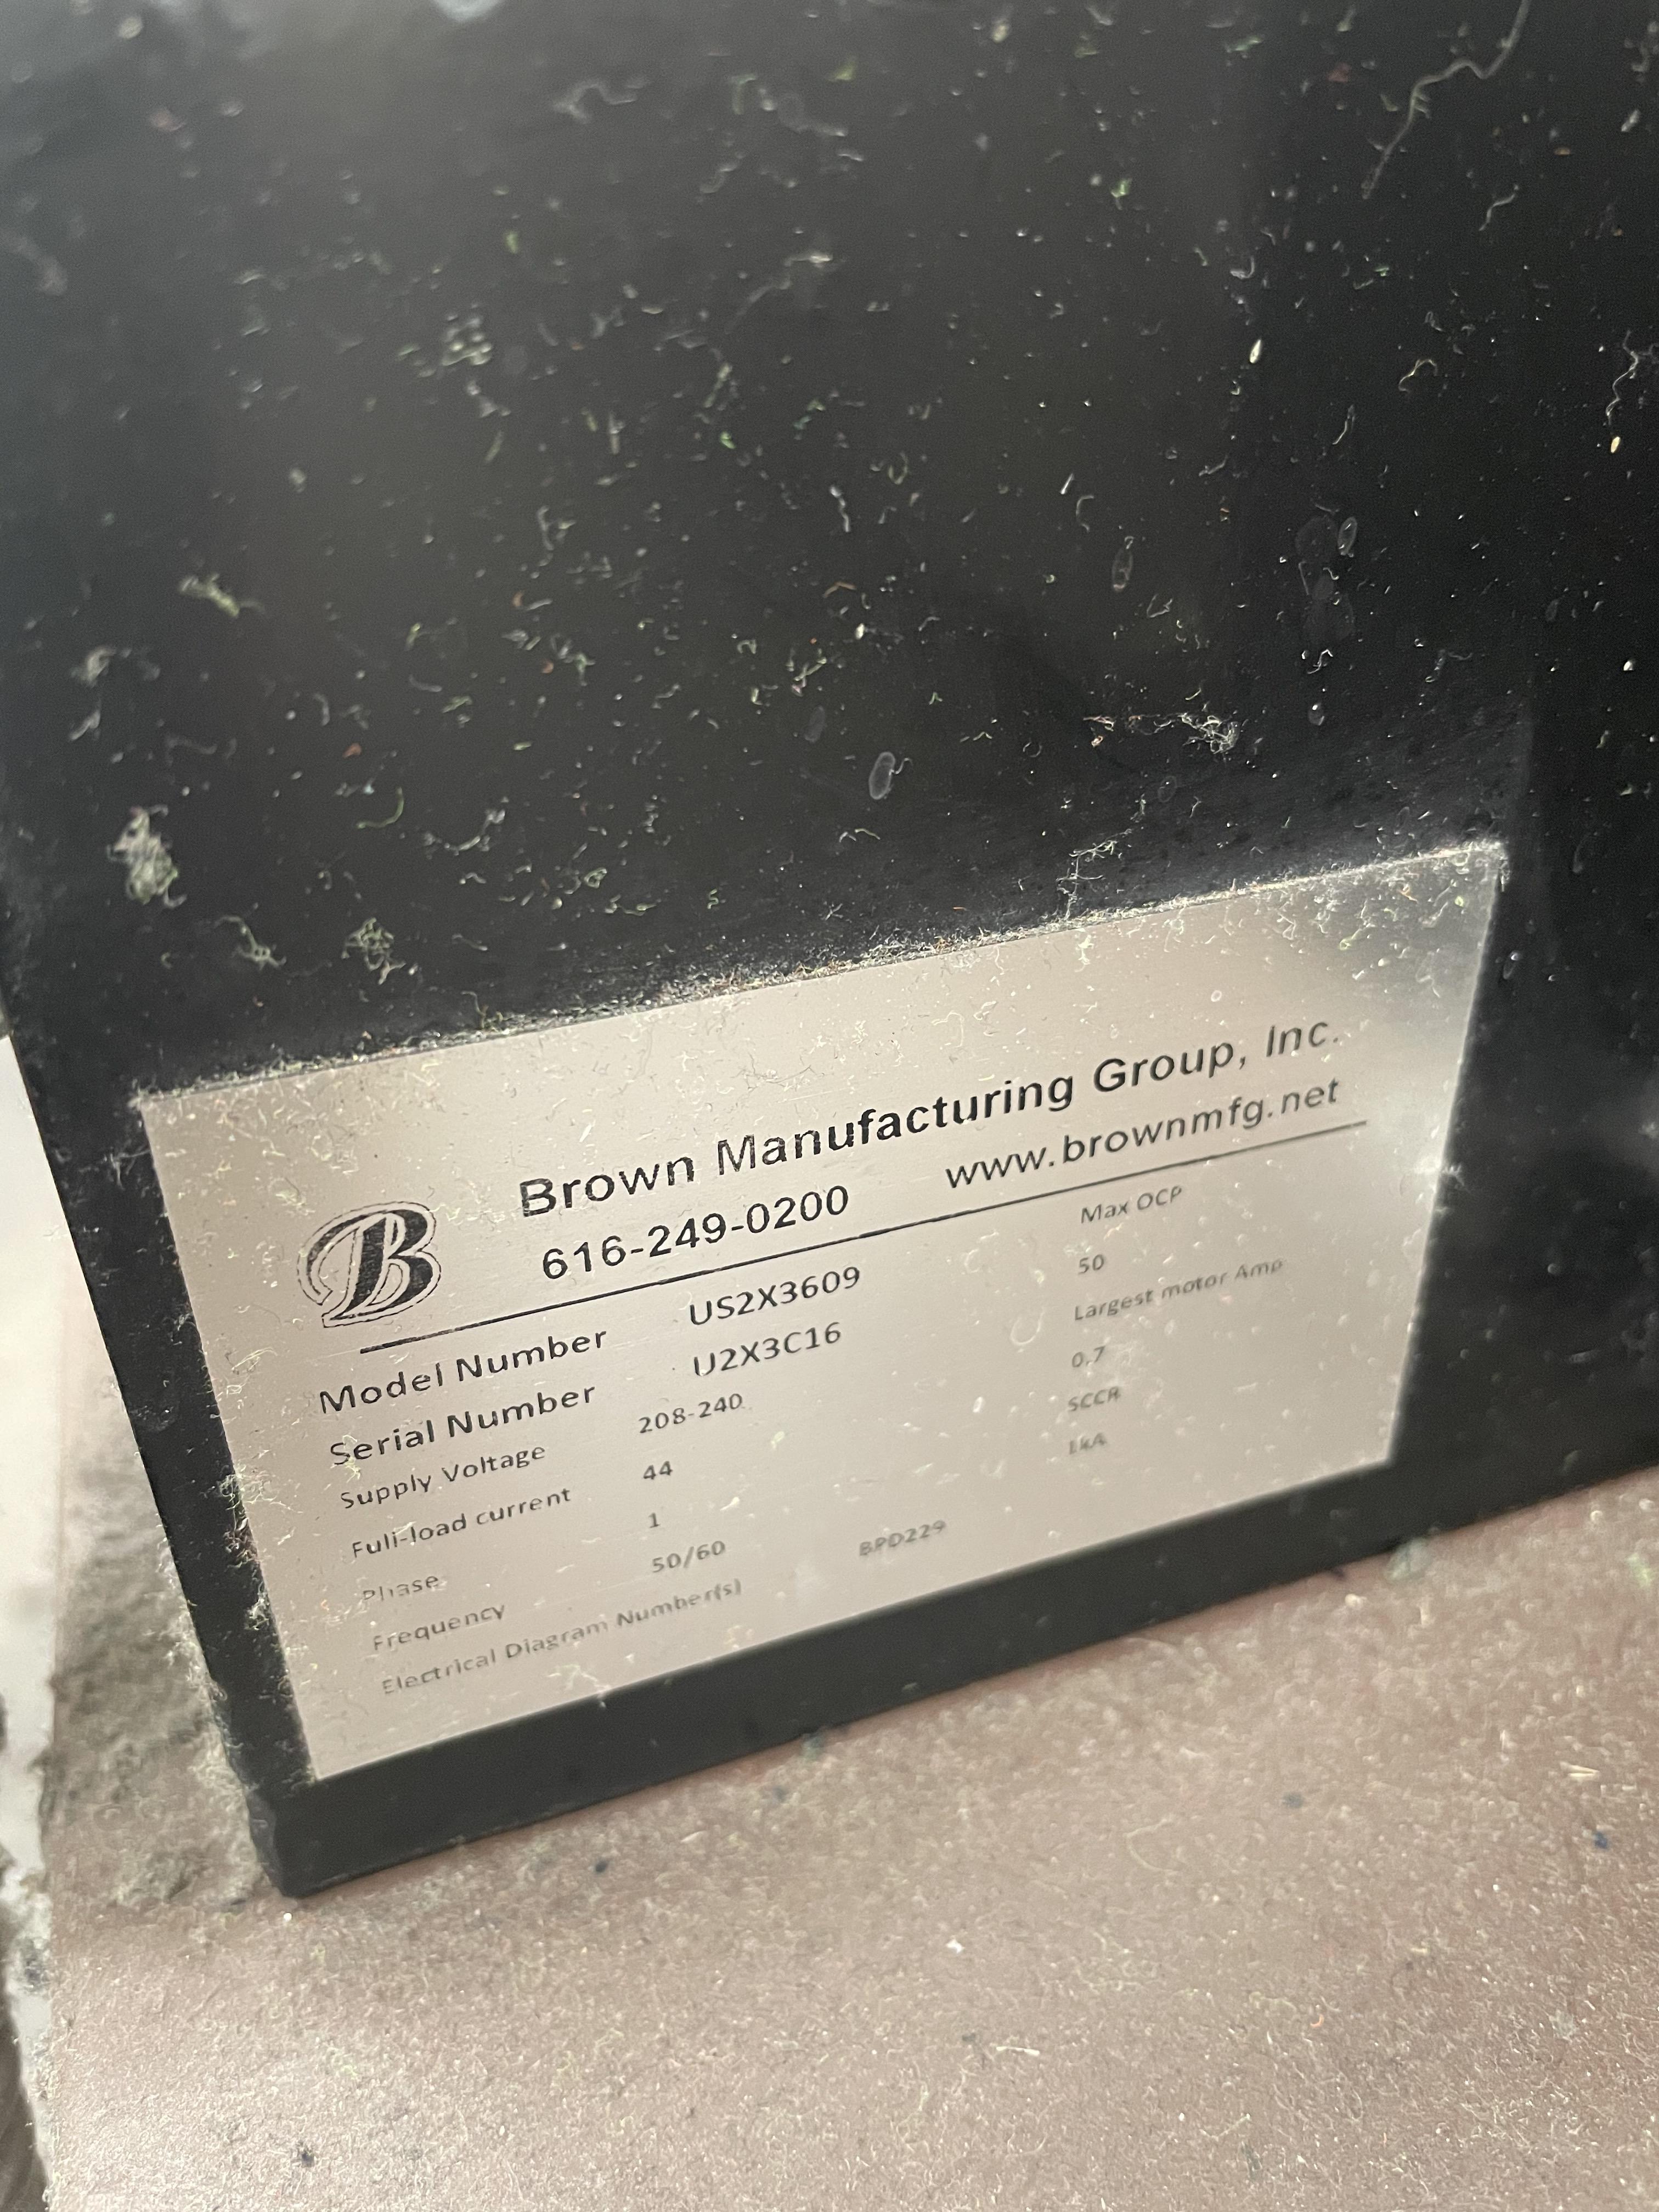 B
Brown Manufacturing Group, Inc.
616-249-0200 www.brownmfg.net
Model Number US2X3609
Serial Number U2X3C16
Supply Voltage 208-240 Max OCP
50
Full-load current 44 Largest motor Amp
0.7
Phase 1 SCCR
1kA
Frequency 50/60
Electrical Diagram Number(s) BPD229